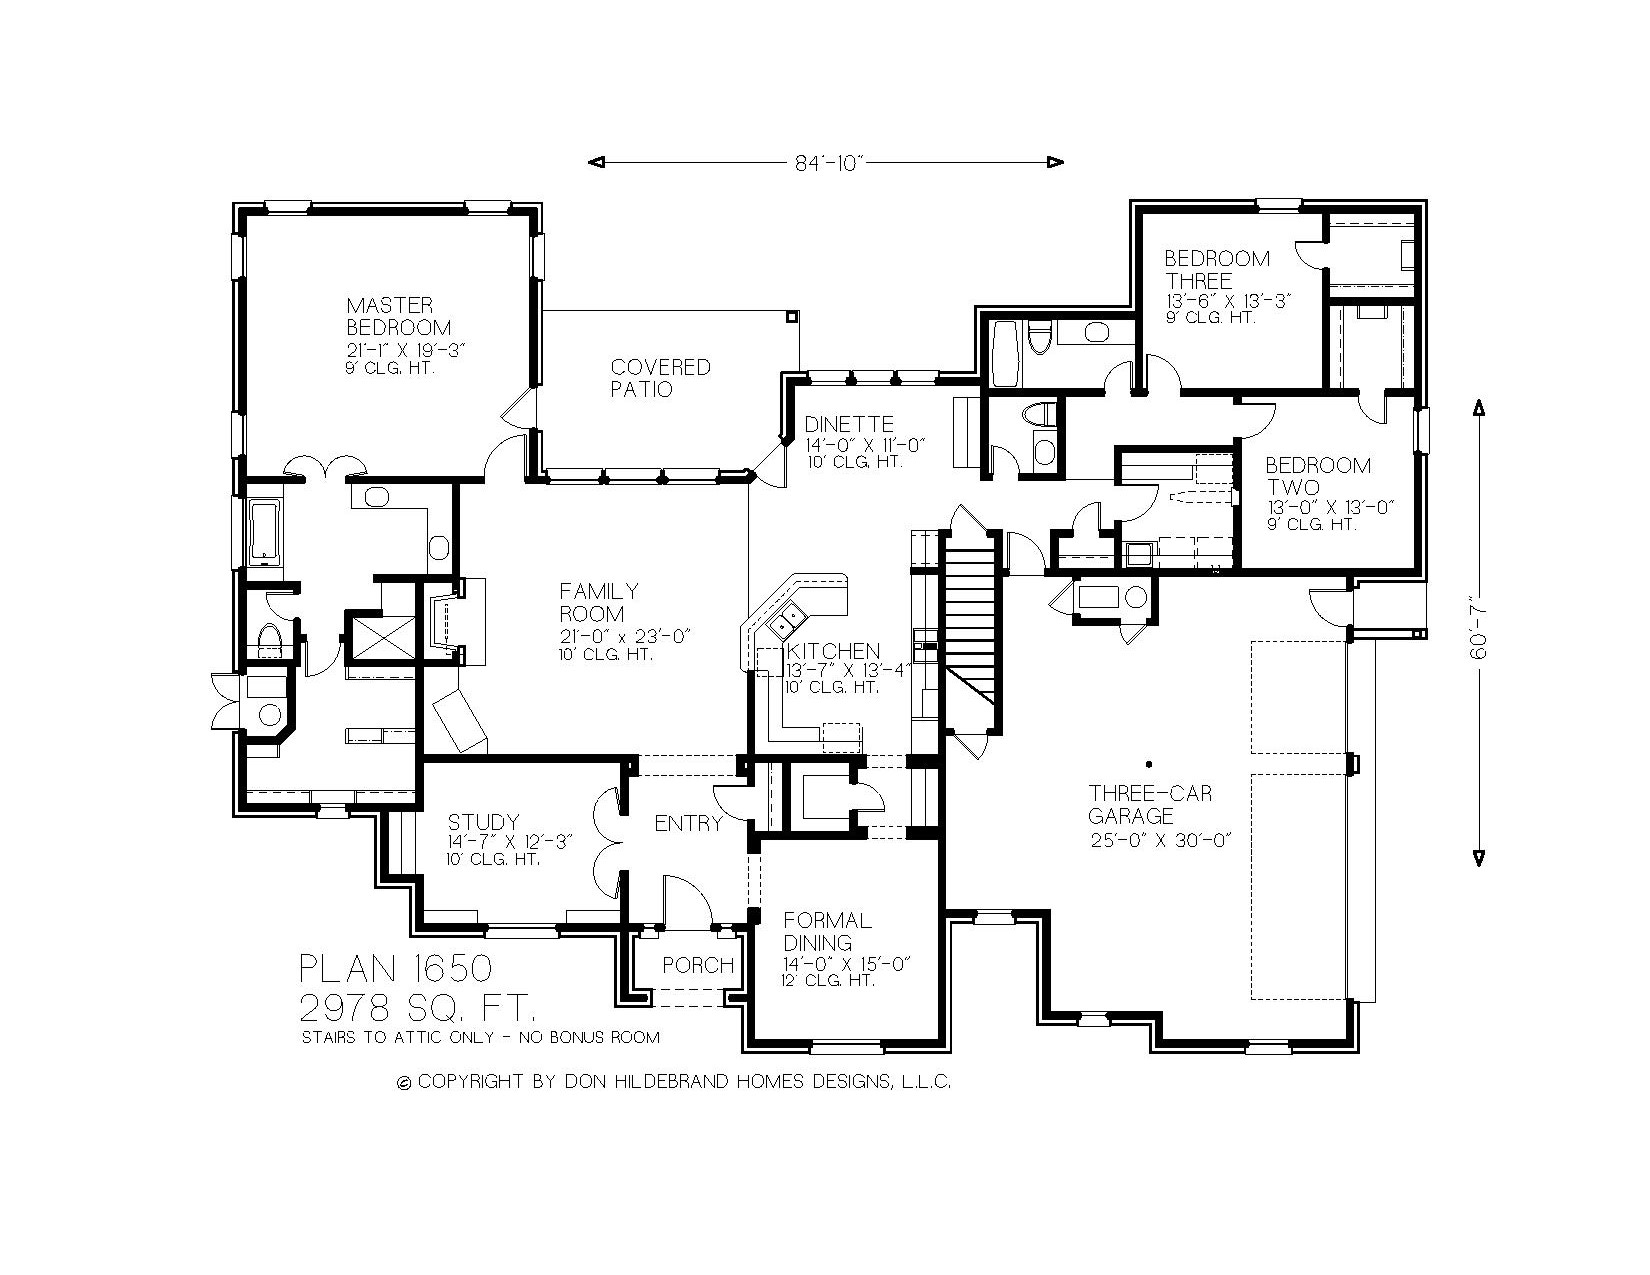 84'-10"
BEDROOM
THREE
13'-6" X 13'-3"
9' CLG. HT.
MASTER
BEDROOM
21'-1" X 19'-3"
9' CLG. HT.
COVERED
PATIO
DINETTE
14'-0" X 11'-0"
10' CLG. HT.
BEDROOM
TWO
13'-0" X 13'-0"
9' CLG. HT.
FAMILY
ROOM
21'-0" x 23'-0"
10' CLG. HT.
KITCHEN
13'-7" X 13'-4"
10' CLG. HT.
60'-7"
THREE-CAR
GARAGE
25'-0" X 30'-0"
STUDY
14'-7" X 12'-3"
10' CLG. HT.
ENTRY
FORMAL
DINING
14'-0" X 15'-0"
12' CLG. HT.
PORCH
PLAN 1650
2978 SQ. FT.
STAIRS TO ATTIC ONLY - NO BONUS ROOM
© COPYRIGHT BY DON HILDEBRAND HOMES DESIGNS, L.L.C.